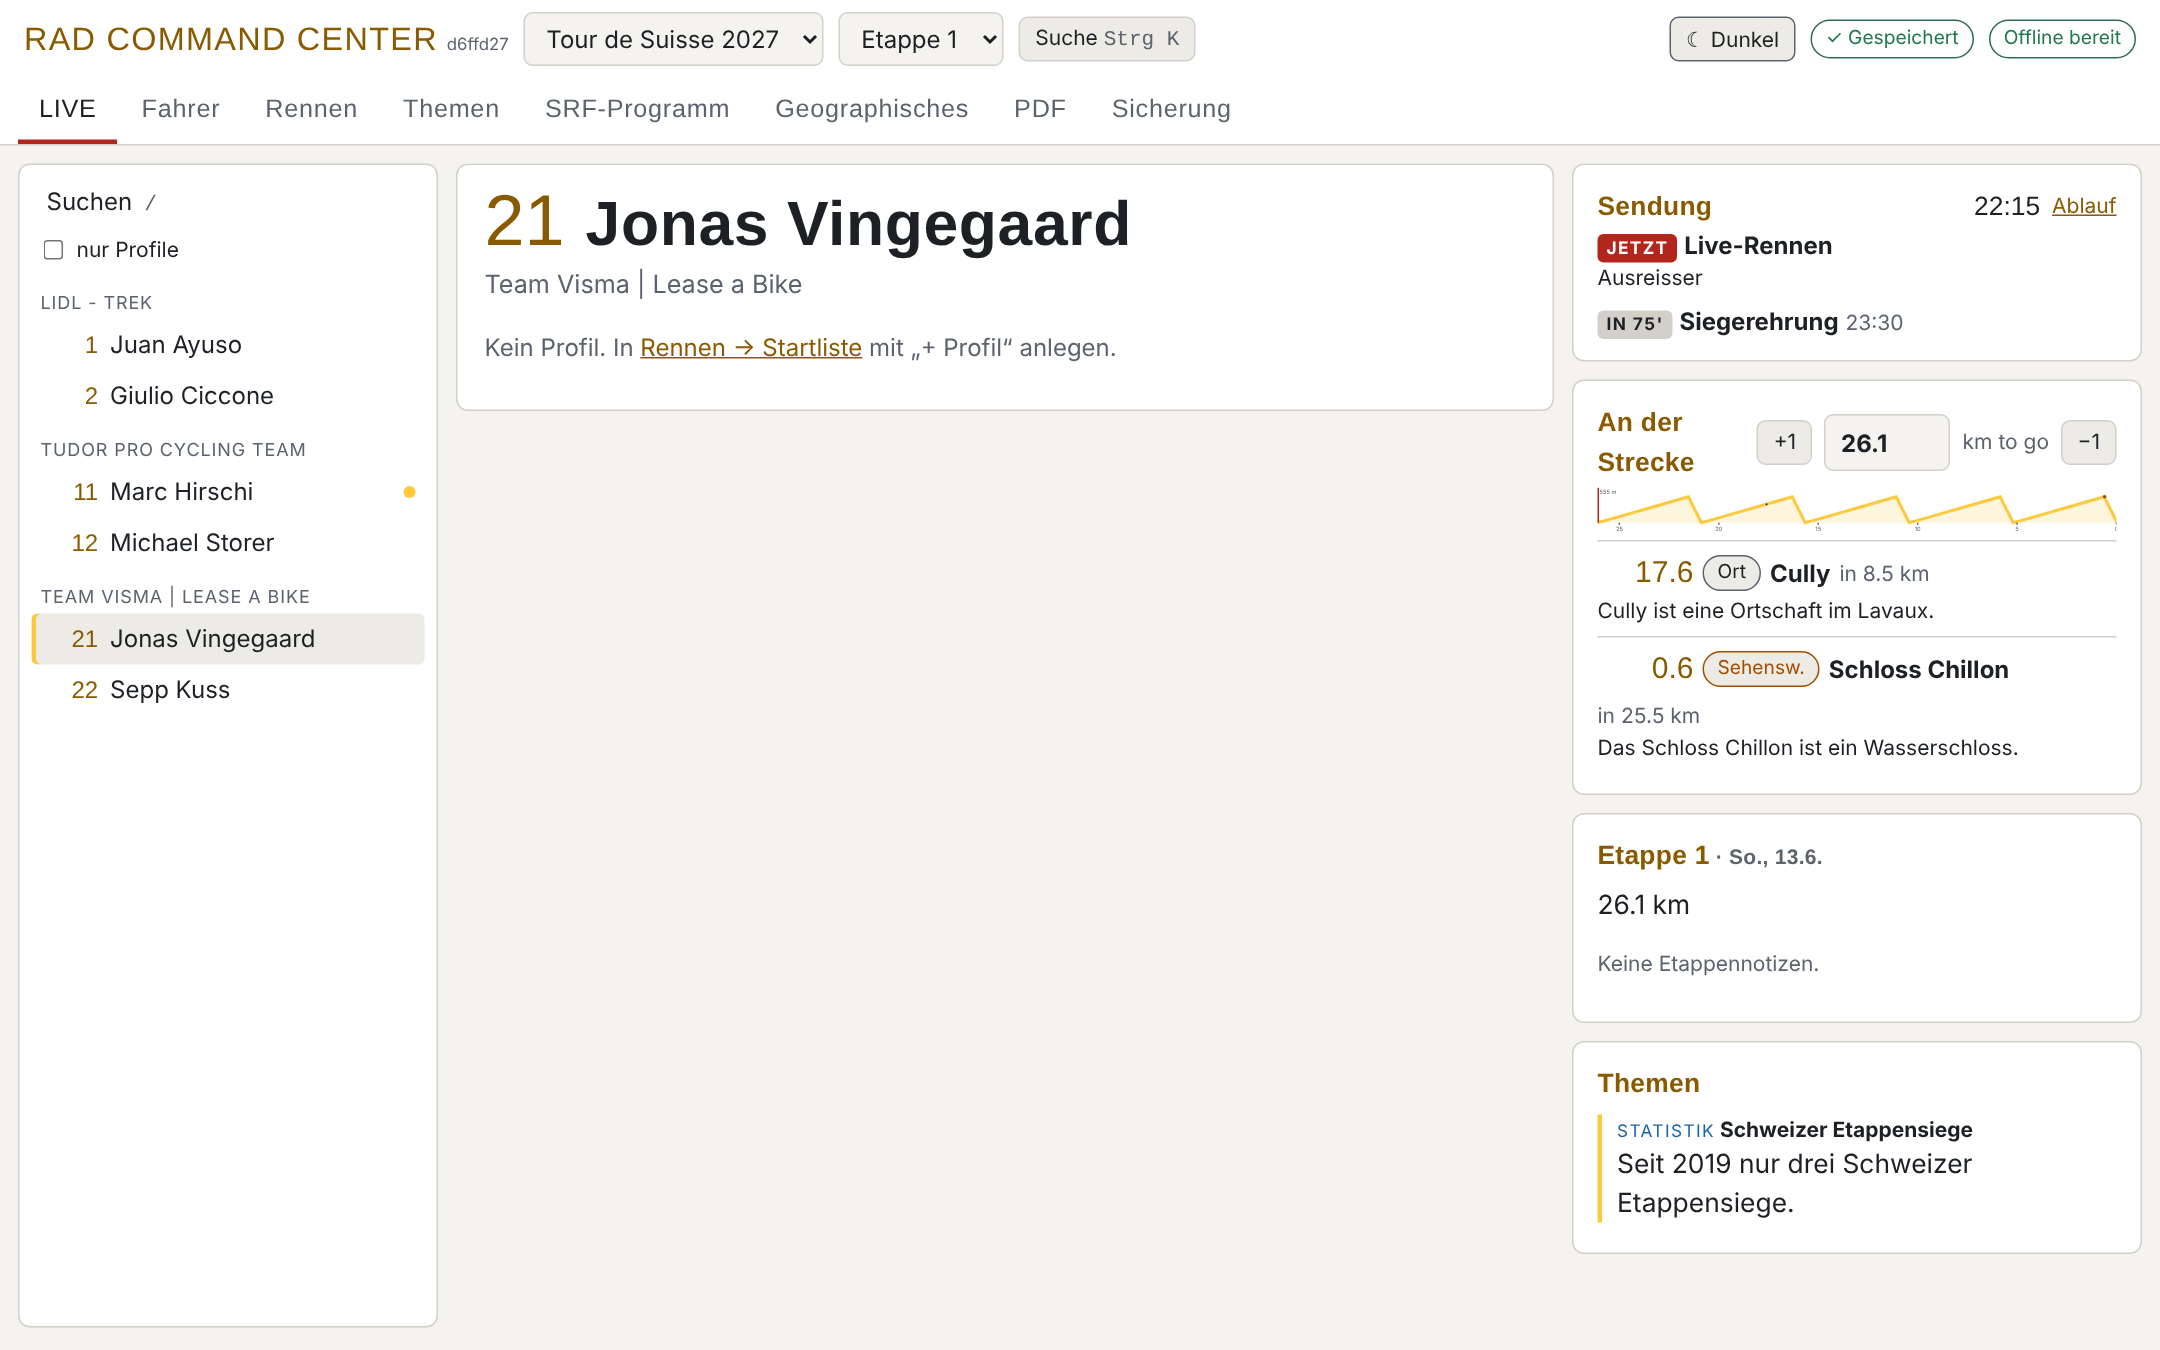 RAD COMMAND CENTER d6ffd27 Tour de Suisse 2027 Etappe 1 Suche Strg K ☾ Dunkel ✓ Gespeichert Offline bereit
LIVE Fahrer Rennen Themen SRF-Programm Geographisches PDF Sicherung
Suchen /
nur Profile
LIDL - TREK
1 Juan Ayuso
2 Giulio Ciccone
TUDOR PRO CYCLING TEAM
11 Marc Hirschi
12 Michael Storer
TEAM VISMA | LEASE A BIKE
21 Jonas Vingegaard
22 Sepp Kuss
21 Jonas Vingegaard
Team Visma | Lease a Bike
Kein Profil. In Rennen → Startliste mit „+ Profil“ anlegen.
Sendung 22:15 Ablauf
JETZT Live-Rennen
Ausreisser
IN 75' Siegerehrung 23:30
An der Strecke +1 26.1 km to go −1
555 m
25 20 15 10 5
17.6 Ort Cully in 8.5 km
Cully ist eine Ortschaft im Lavaux.
0.6 Sehensw. Schloss Chillon
in 25.5 km
Das Schloss Chillon ist ein Wasserschloss.
Etappe 1 · So., 13.6.
26.1 km
Keine Etappennotizen.
Themen
STATISTIK Schweizer Etappensiege
Seit 2019 nur drei Schweizer
Etappensiege.